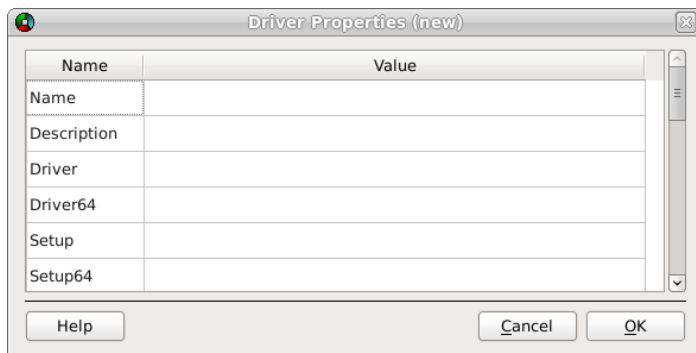 Driver Properties (new)
Name Value
Name
Description
Driver
Driver64
Setup
Setup64
Help Cancel OK